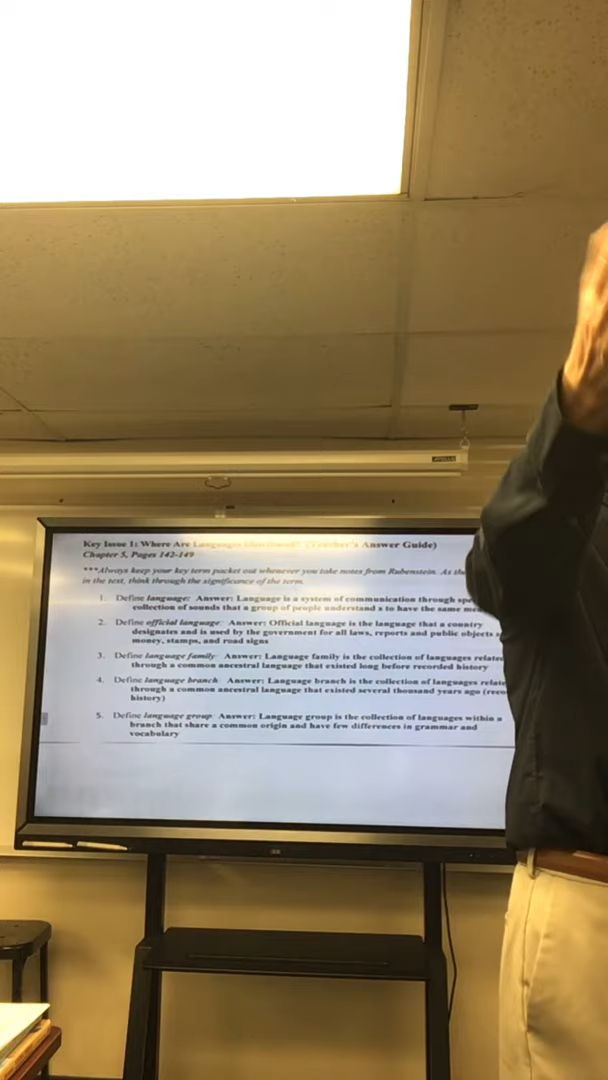 Key Issue 1: Where Are Languages Distributed? (Teacher's Answer Guide)
Chapter 5, Pages 142-149
***Always keep your key term packet out whenever you take notes from Rubenstein. As
in the text, think through the significance of the term.
1. Define language: Answer: Language is a system of communication through
collection of sounds that a group of people understand s to have the same
2. Define official language: Answer: Official language is the language that a country
designates and is used by the government for all laws, reports and public objects
money, stamps, and road signs
3. Define language family: Answer: Language family is the collection of languages
through a common ancestral language that existed long before recorded history
4. Define language branch: Answer: Language branch is the collection of languages
through a common ancestral language that existed several thousand years ago
history)
5. Define language group: Answer: Language group is the collection of languages within a
branch that share a common origin and have few differences in grammar and
vocabulary